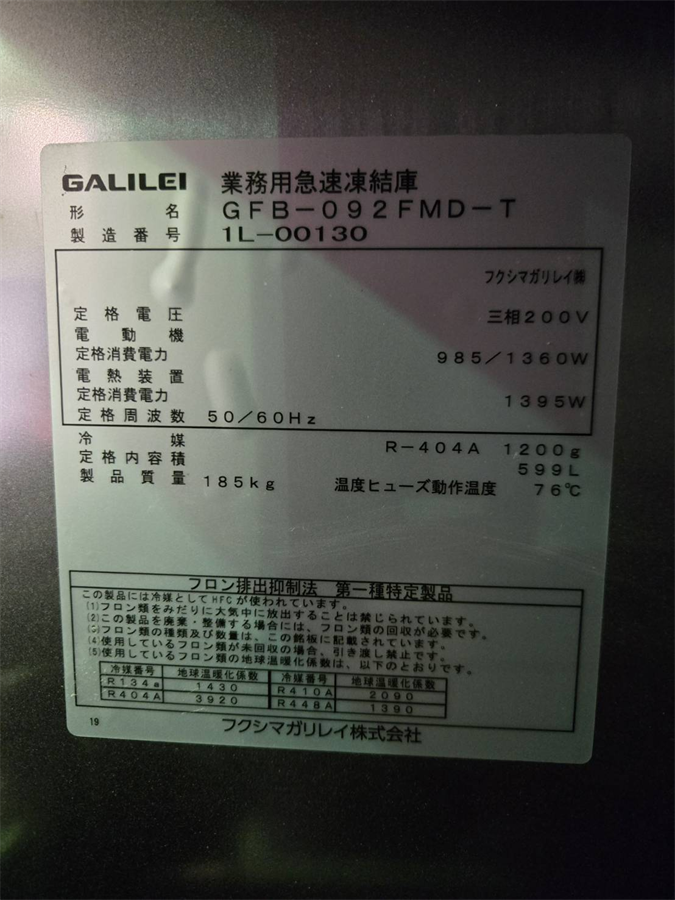 GALILEI 業務用急速凍結庫
形名 GFB-092FMD-T
製造番号 1L-00130
フクシマガリレイ㈱
定格電圧 三相200V
電動機
定格消費電力 985/1360W
電熱装置
定格消費電力 1395W
定格周波数 50/60Hz
冷媒 R-404A 1200g
定格内容積 599L
製品質量 185kg 温度ヒューズ動作温度 76℃
フロン排出抑制法 第一種特定製品
この製品には冷媒としてHFCが使われています。
(1)フロン類をみだりに大気中に放出することは禁じられています。
(2)この製品を廃棄・整備する場合には、フロン類の回収が必要です。
(3)フロン類の種類及び数量は、この銘板に記載されています。
(4)使用しているフロン類が未回収の場合、引き渡し禁止です。
(5)使用しているフロン類の地球温暖化係数は、以下のとおりです。
冷媒番号 地球温暖化係数 冷媒番号 地球温暖化係数
R134a 1430 R410A 2090
R404A 3920 R448A 1390
19 フクシマガリレイ株式会社